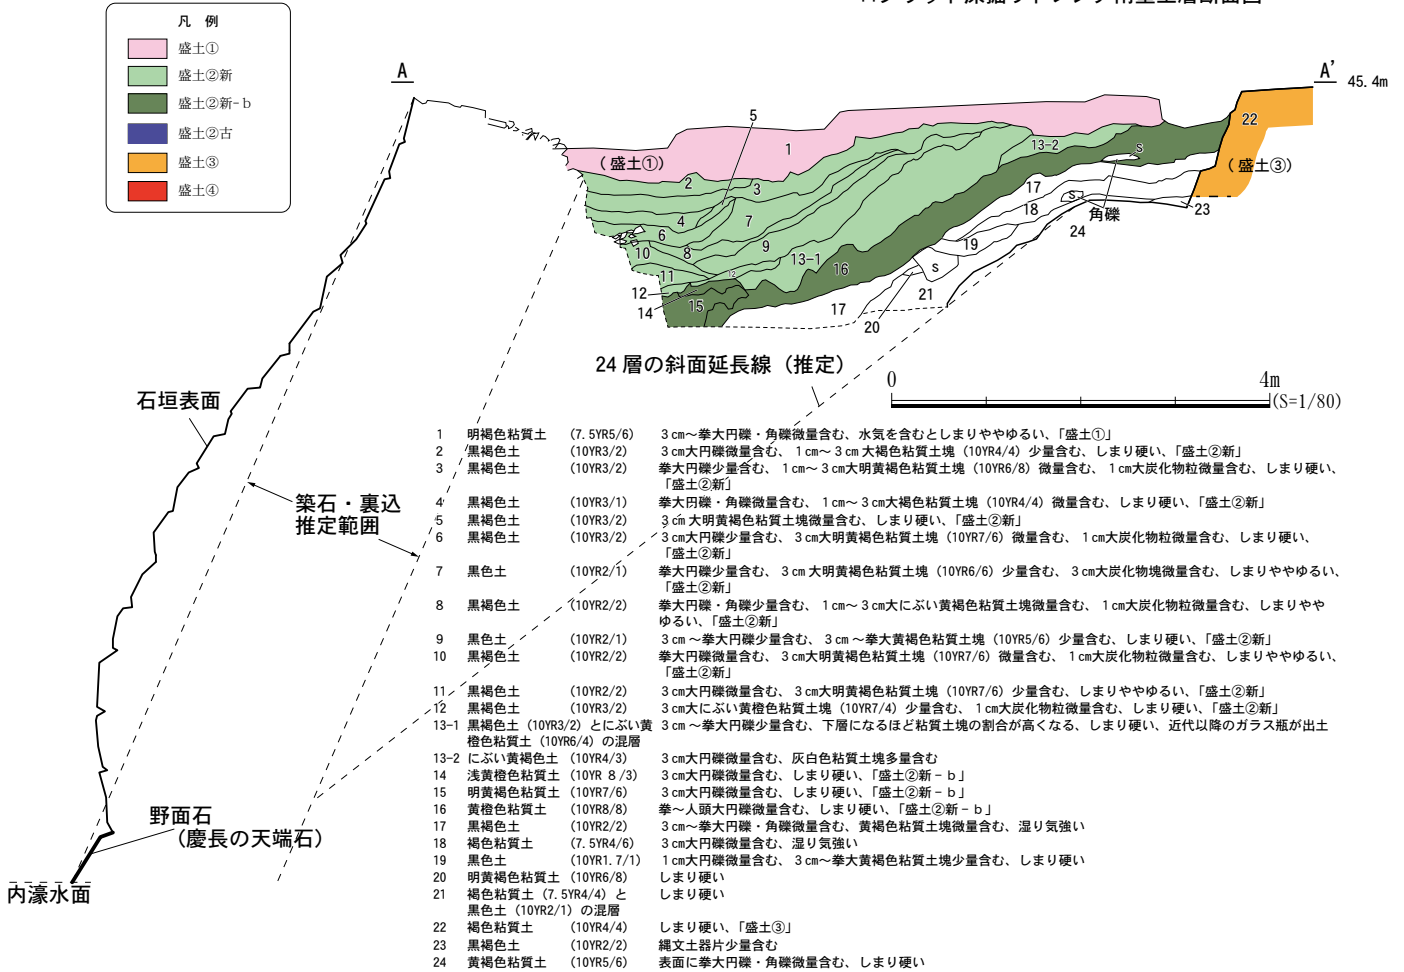 凡 例
盛土①
盛土②新
盛土②新-ｂ
盛土②古
盛土③
盛土④
A
A'
45.4m
5
22
1
13-2
s
(盛土①)
(盛土③)
2
3
17
s
18
角礫
23
4
7
24
6
9
19
10
8
13-1
16
s
11
12
12
21
14
15
17
20
24 層の斜面延長線（推定）
0
4m
(S=1/80)
石垣表面
築石・裏込
推定範囲
1 明褐色粘質土 (7.5YR5/6) 3㎝～拳大円礫・角礫微量含む、水気を含むとしまりややゆるい、「盛土①」
2 黒褐色土 (10YR3/2) 3㎝大円礫微量含む、1㎝～3㎝大褐色粘質土塊（10YR4/4）少量含む、しまり硬い、「盛土②新」
3 黒褐色土 (10YR3/2) 拳大円礫少量含む、1㎝～3㎝大明黄褐色粘質土塊（10YR6/8）微量含む、1㎝大炭化物粒微量含む、しまり硬い、
「盛土②新」
4 黒褐色土 (10YR3/1) 拳大円礫・角礫微量含む、1㎝～3㎝大褐色粘質土塊（10YR4/4）微量含む、しまり硬い、「盛土②新」
5 黒褐色土 (10YR3/2) 3㎝大明黄褐色粘質土塊微量含む、しまり硬い、「盛土②新」
6 黒褐色土 (10YR3/2) 3㎝大円礫少量含む、3㎝大明黄褐色粘質土塊（10YR7/6）微量含む、1㎝大炭化物粒微量含む、しまり硬い、
「盛土②新」
7 黒色土 (10YR2/1) 拳大円礫少量含む、3㎝大明黄褐色粘質土塊（10YR6/6）少量含む、3㎝大炭化物塊微量含む、しまりややゆるい、
「盛土②新」
8 黒褐色土 (10YR2/2) 拳大円礫・角礫少量含む、1㎝～3㎝大にぶい黄褐色粘質土塊微量含む、1㎝大炭化物粒微量含む、しまりやや
ゆるい、「盛土②新」
9 黒色土 (10YR2/1) 3㎝～拳大円礫少量含む、3㎝～拳大黄褐色粘質土塊（10YR5/6）少量含む、しまり硬い、「盛土②新」
10 黒褐色土 (10YR2/2) 拳大円礫微量含む、3㎝大明黄褐色粘質土塊（10YR7/6）微量含む、1㎝大炭化物粒微量含む、しまりややゆるい、
「盛土②新」
11 黒褐色土 (10YR2/2) 3㎝大円礫微量含む、3㎝大明黄褐色粘質土塊（10YR7/6）少量含む、しまりややゆるい、「盛土②新」
12 黒褐色土 (10YR3/2) 3㎝大にぶい黄橙色粘質土塊（10YR7/4）少量含む、1㎝大炭化物粒微量含む、しまり硬い、「盛土②新」
13-1 黒褐色土（10YR3/2）とにぶい黄 3㎝～拳大円礫少量含む、下層になるほど粘質土塊の割合が高くなる、しまり硬い、近代以降のガラス瓶が出土
橙色粘質土（10YR6/4）の混層
13-2 にぶい黄褐色土 (10YR4/3) 3㎝大円礫微量含む、灰白色粘質土塊多量含む
14 浅黄橙色粘質土 (10YR 8/3) 3㎝大円礫微量含む、しまり硬い、「盛土②新-ｂ」
15 明黄褐色粘質土 (10YR7/6) 3㎝大円礫微量含む、しまり硬い、「盛土②新-ｂ」
16 黄橙色粘質土 (10YR8/8) 拳～人頭大円礫微量含む、しまり硬い、「盛土②新-ｂ」
17 黒褐色土 (10YR2/2) 3㎝～拳大円礫・角礫微量含む、黄褐色粘質土塊微量含む、湿り気強い
18 褐色粘質土 (7.5YR4/6) 3㎝大円礫微量含む、湿り気強い
19 黒色土 (10YR1.7/1) 1㎝大円礫微量含む、3㎝～拳大黄褐色粘質土塊少量含む、しまり硬い
20 明黄褐色粘質土 (10YR6/8) しまり硬い
21 褐色粘質土（7.5YR4/4）と しまり硬い
黒色土（10YR2/1）の混層
22 褐色粘質土 (10YR4/4) しまり硬い、「盛土③」
23 黒褐色土 (10YR2/2) 縄文土器片少量含む
24 黄褐色粘質土 (10YR5/6) 表面に拳大円礫・角礫微量含む、しまり硬い
野面石
（慶長の天端石）
内濠水面